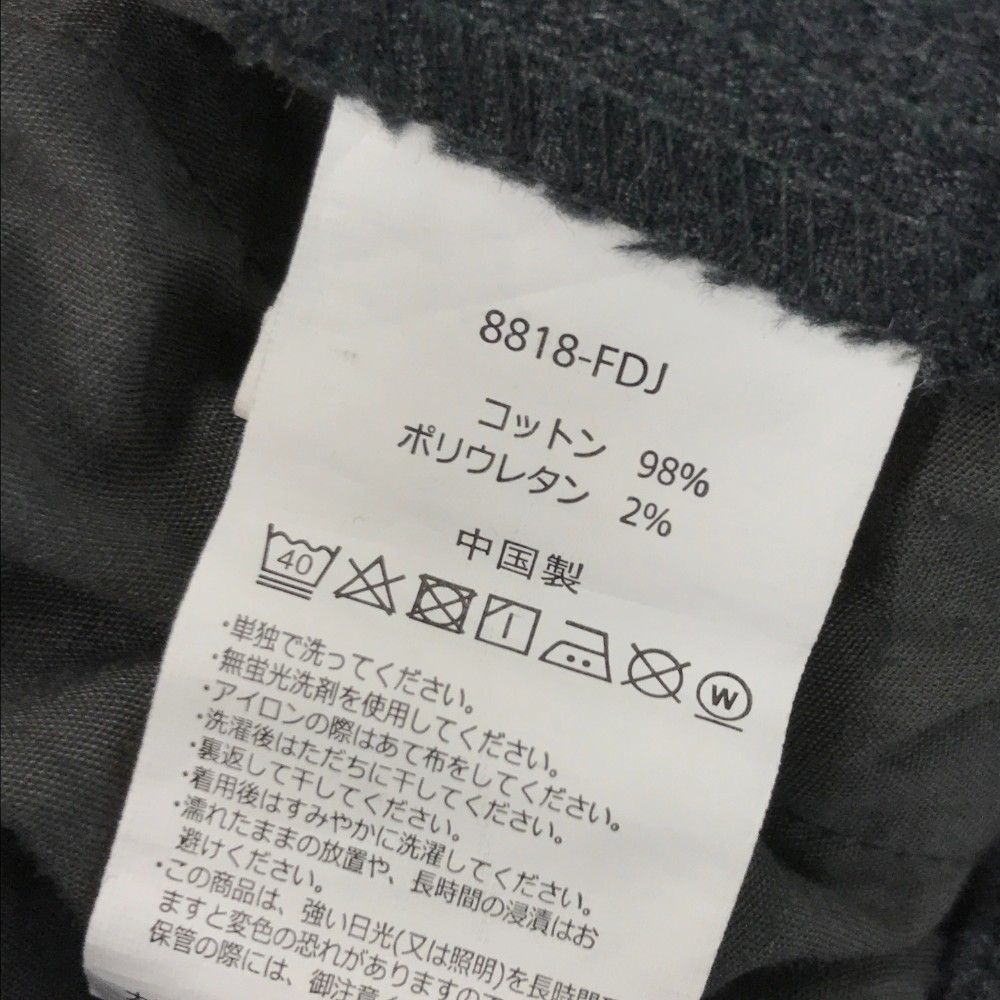 8818-FDJ
コットン 98%
ポリウレタン 2%
中国製
40
W
・単独で洗ってください。
・無蛍光洗剤を使用してください。
・アイロンの際はあて布をしてください。
・洗濯後はただちに干してください。
・裏返して干してください。
・着用後はすみやかに洗濯してください。
・濡れたままの放置や、長時間の浸漬はお
避けください。
・この商品は、強い日光(又は照明)を長時間
ますと変色の恐れがありますので
保管の際には、御注意く